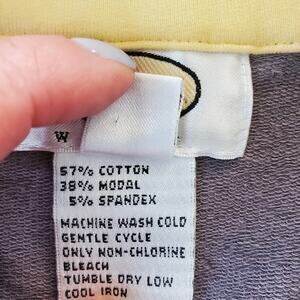 W
57% COTTON
38% MODAL
5% SPANDEX
MACHINE WASH COLD
GENTLE CYCLE
ONLY NON-CHLORINE
BLEACH
TUMBLE DRY LOW
COOL IRON